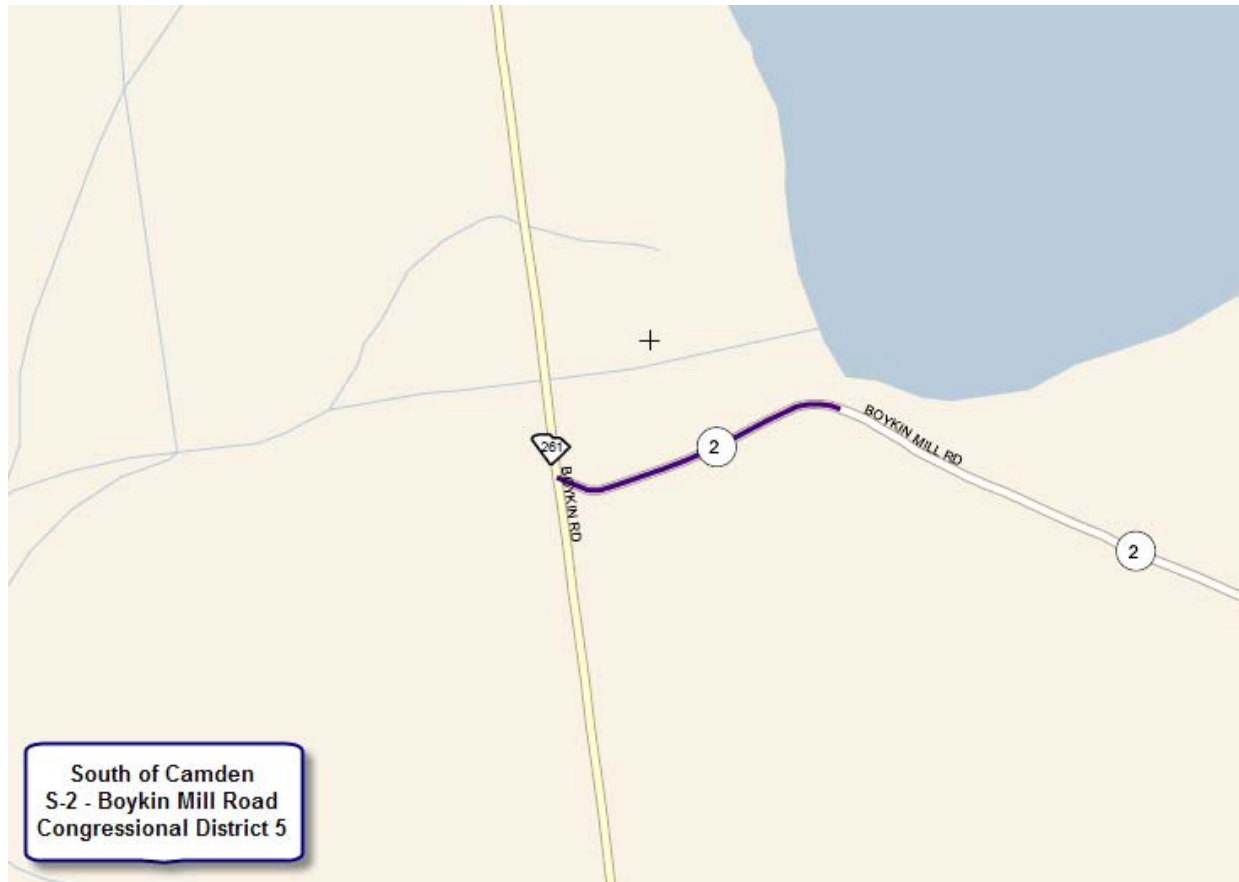 BOYKIN MILL RD
261
2
BOYKIN RD
2
South of Camden
S-2 - Boykin Mill Road
Congressional District 5